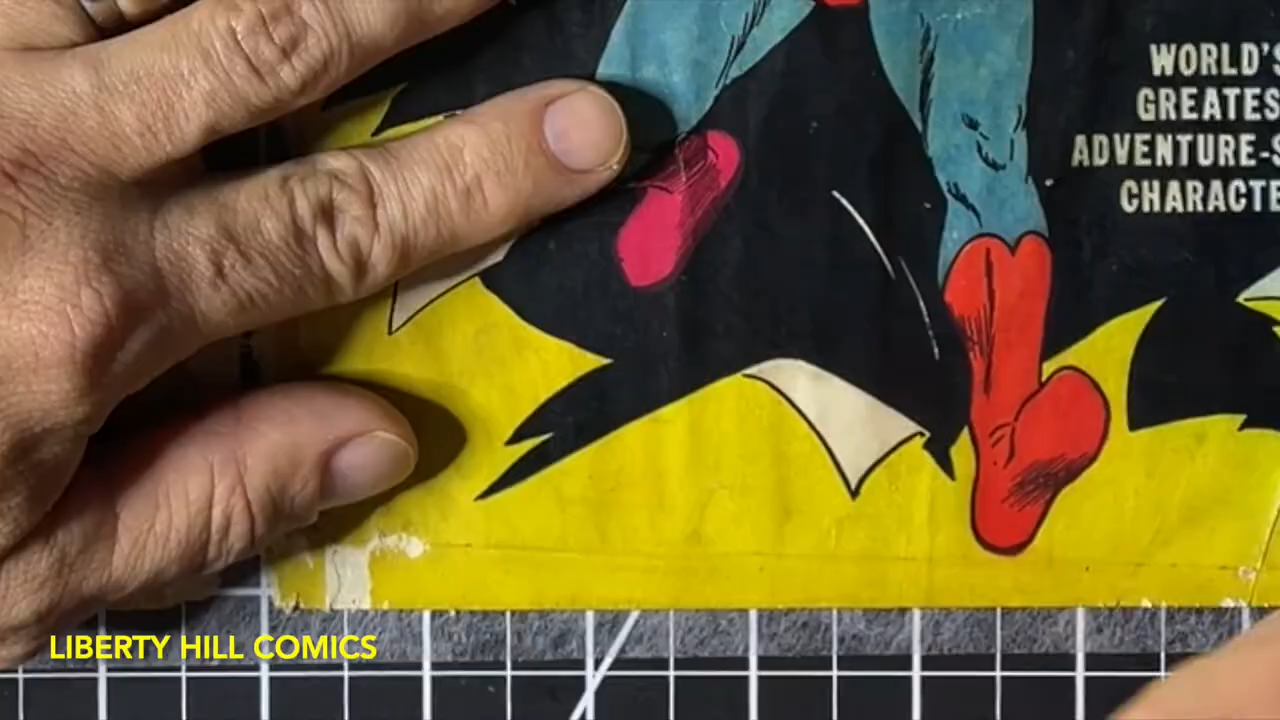 WORLD'S
GREATES
ADVENTURE-S
CHARACTE
LIBERTY HILL COMICS